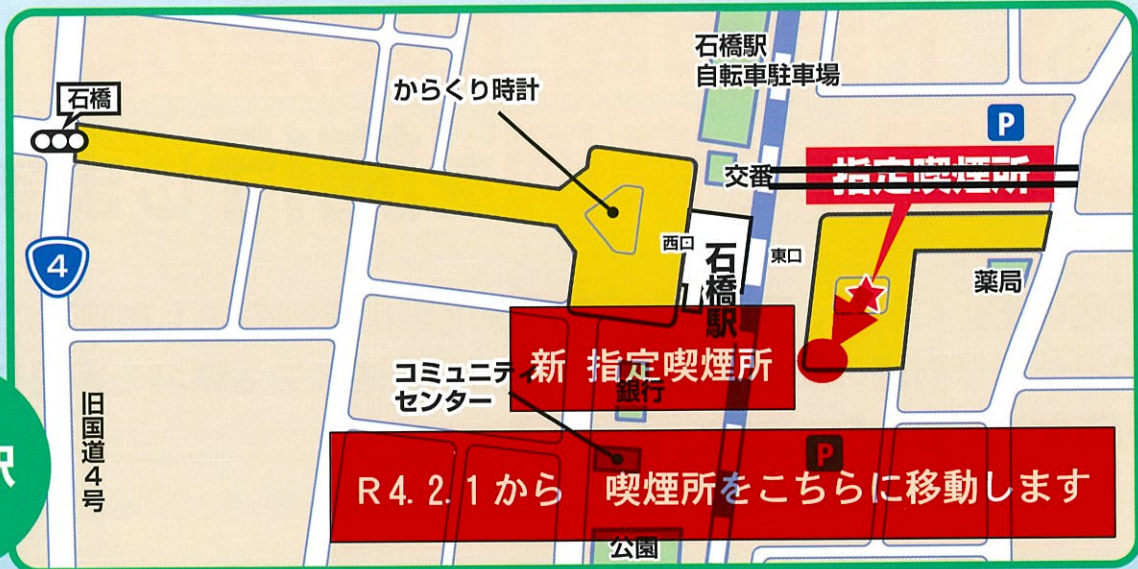 石橋駅
自転車駐車場
からくり時計
石橋
P
交番
指定喫煙所
4
西口
石橋駅
東口
薬局
新 指定喫煙所
コミュニティ
センター
銀行
旧国道4号
P
R4.2.1から 喫煙所をこちらに移動します
公園
駅